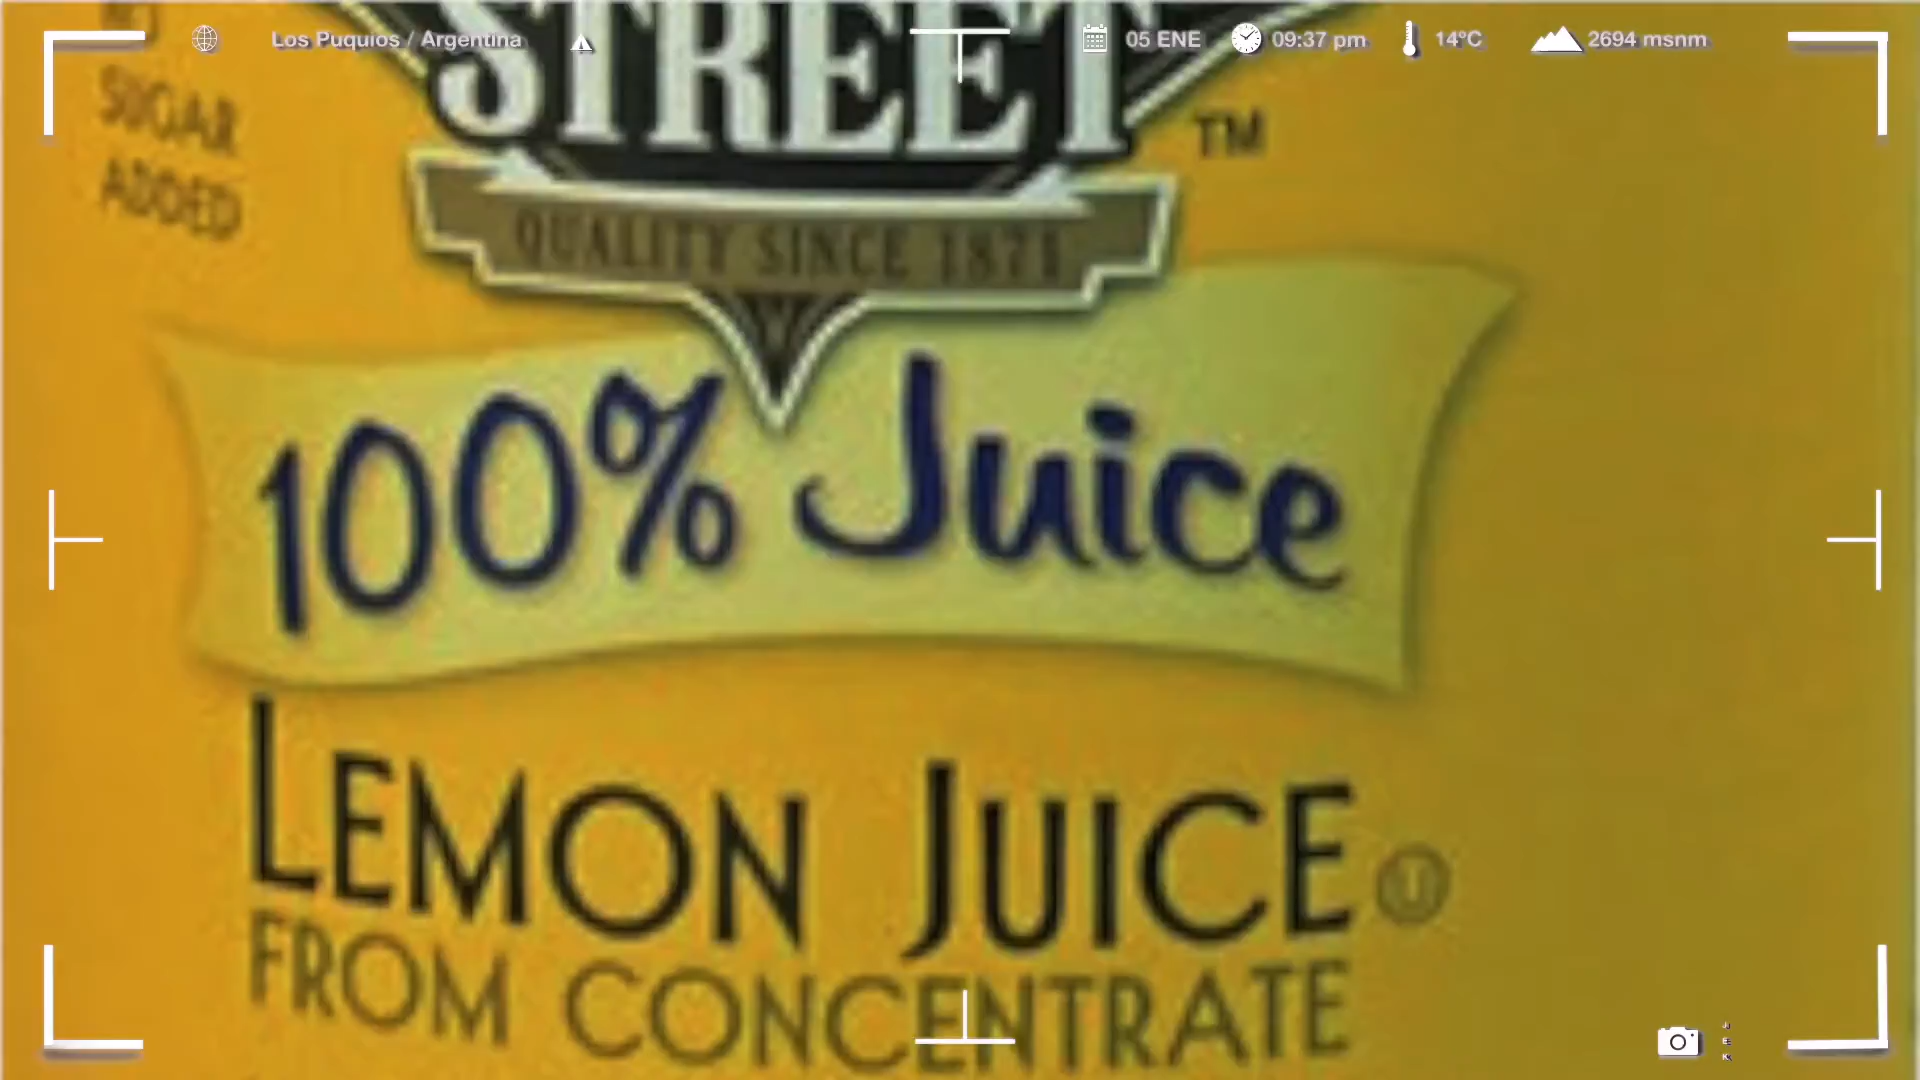 Los Puquios / Argentina
05 ENE
09:37 pm
14°C
2694 msnm
STREET
TM
SUGAR
ADDED
QUALITY SINCE 1871
100% Juice
LEMON JUICE
FROM CONCENTRATE